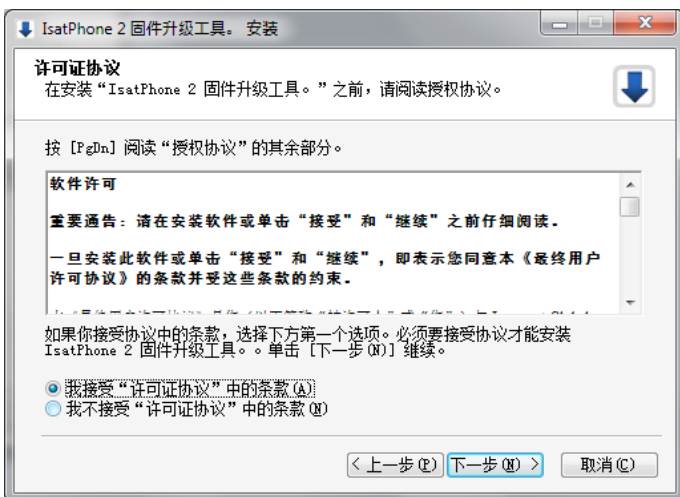 IsatPhone 2 固件升级工具。 安装
许可证协议
在安装“IsatPhone 2 固件升级工具。”之前，请阅读授权协议。
按 [PgDn] 阅读“授权协议”的其余部分。
软件许可
重要通告：请在安装软件或单击“接受”和“继续”之前仔细阅读。
一旦安装此软件或单击“接受”和“继续”，即表示您同意本《最终用户
许可协议》的条款并受这些条款的约束。
如果你接受协议中的条款，选择下方第一个选项。必须要接受协议才能安装
IsatPhone 2 固件升级工具。。单击 [下一步(N)] 继续。
我接受“许可证协议”中的条款(A)
我不接受“许可证协议”中的条款(N)
< 上一步(P)
下一步(N) >
取消(C)